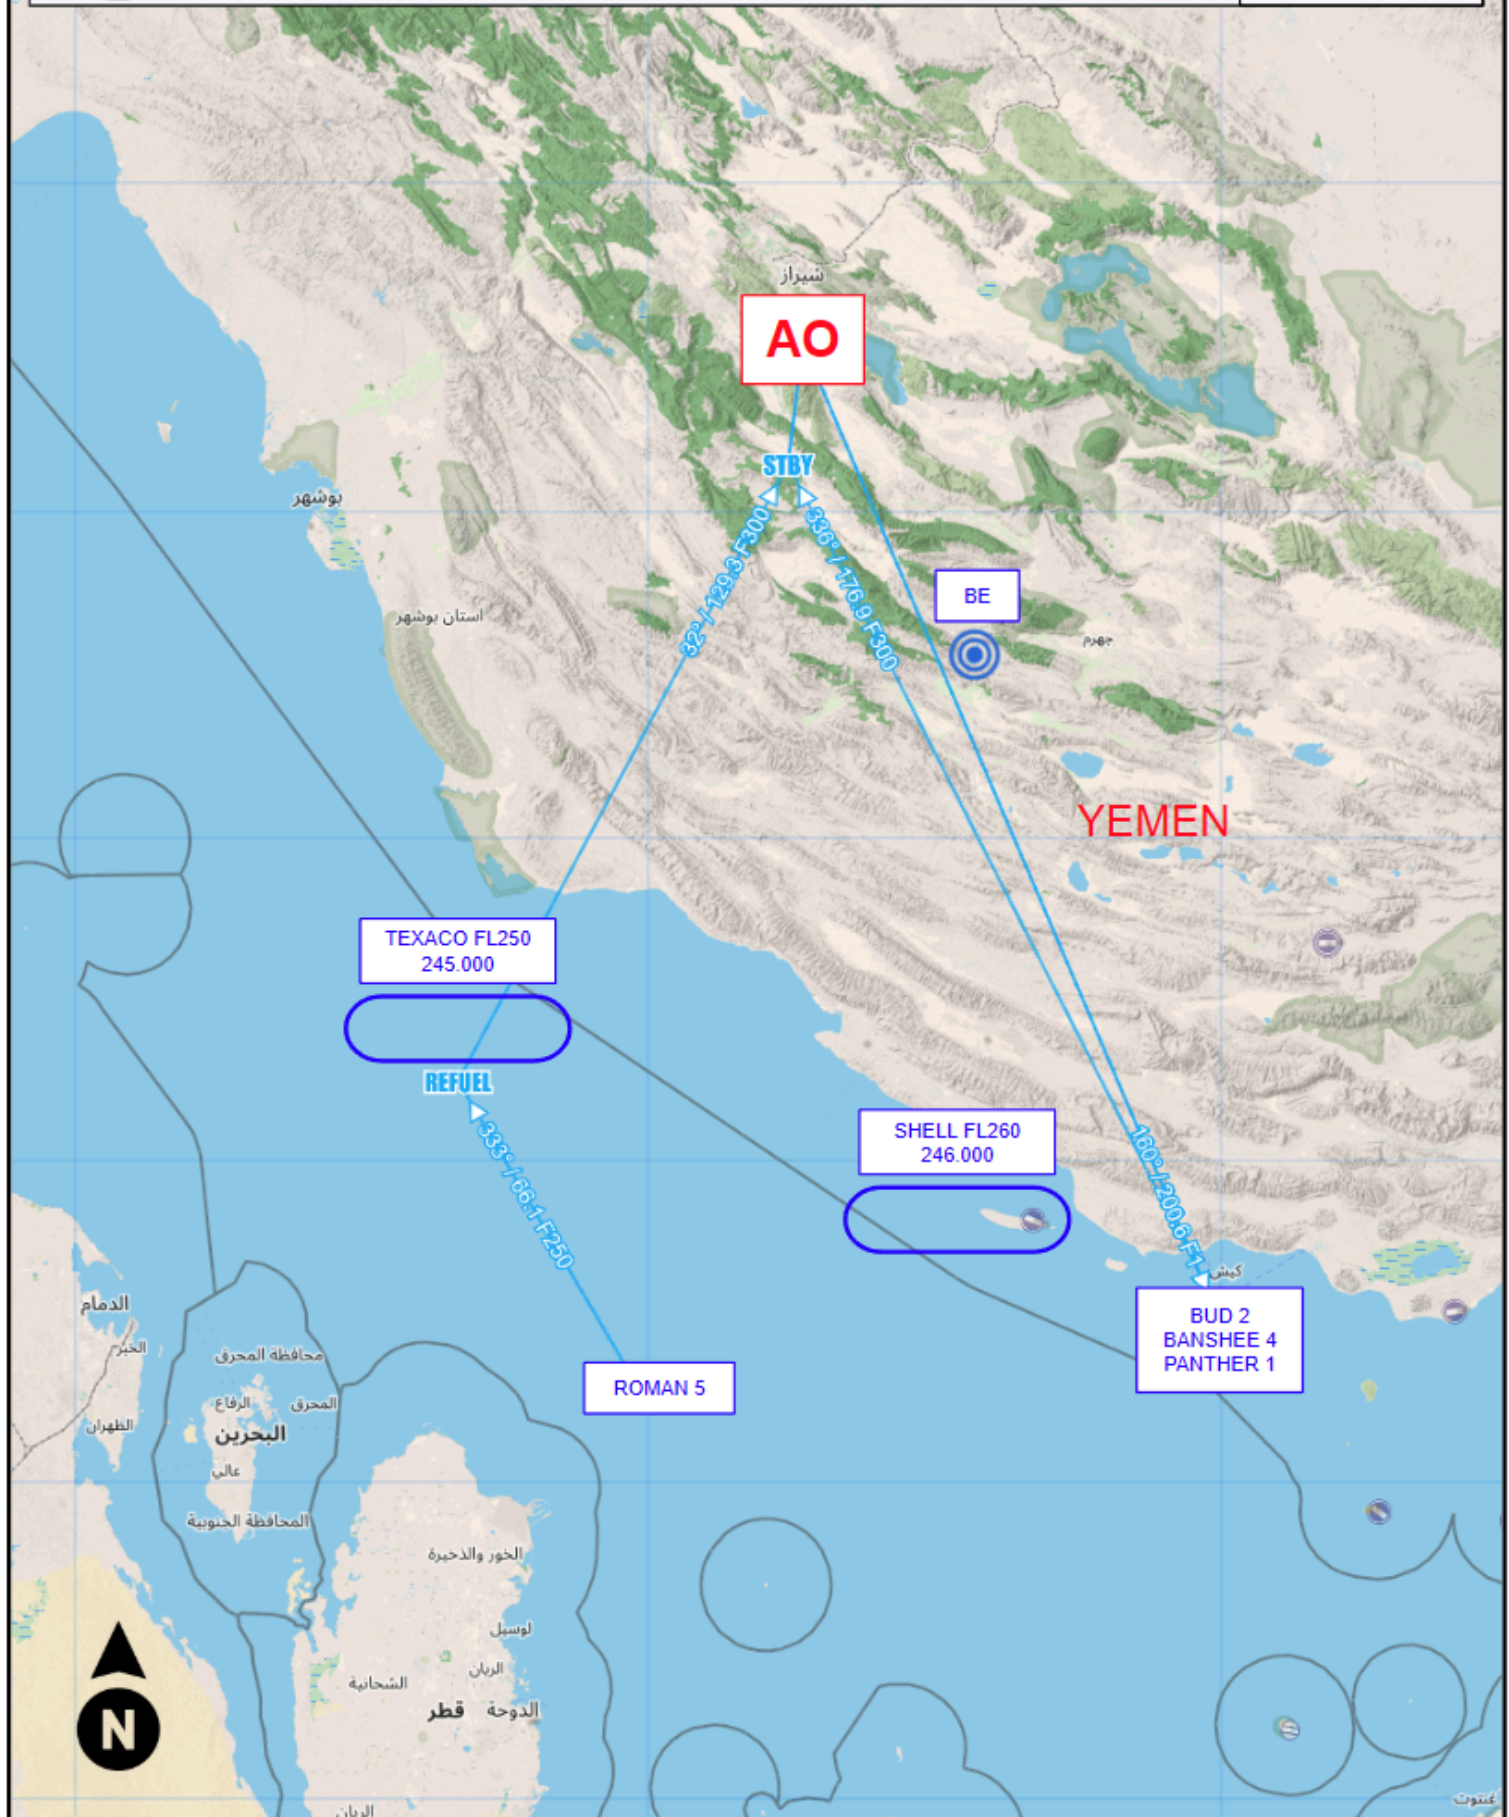 شیراز
AO
STBY
بوشهر
32° / 129.3 F300
336° / 176.9 F300
BE
استان بوشهر
جهرم
YEMEN
TEXACO FL250
245.000
REFUEL
SHELL FL260
246.000
333° / 66.1 F250
160° / 200.6 F1
کیش
BUD 2
BANSHEE 4
PANTHER 1
الدمام
الخبر
محافظة المحرق
ROMAN 5
الرفاع
المحرق
الظهران
البحرين
عالي
المحافظة الجنوبية
الخور والذخيرة
لوسيل
الريان
الشحانية
الدوحة
قطر
N
الريان
غنتوت